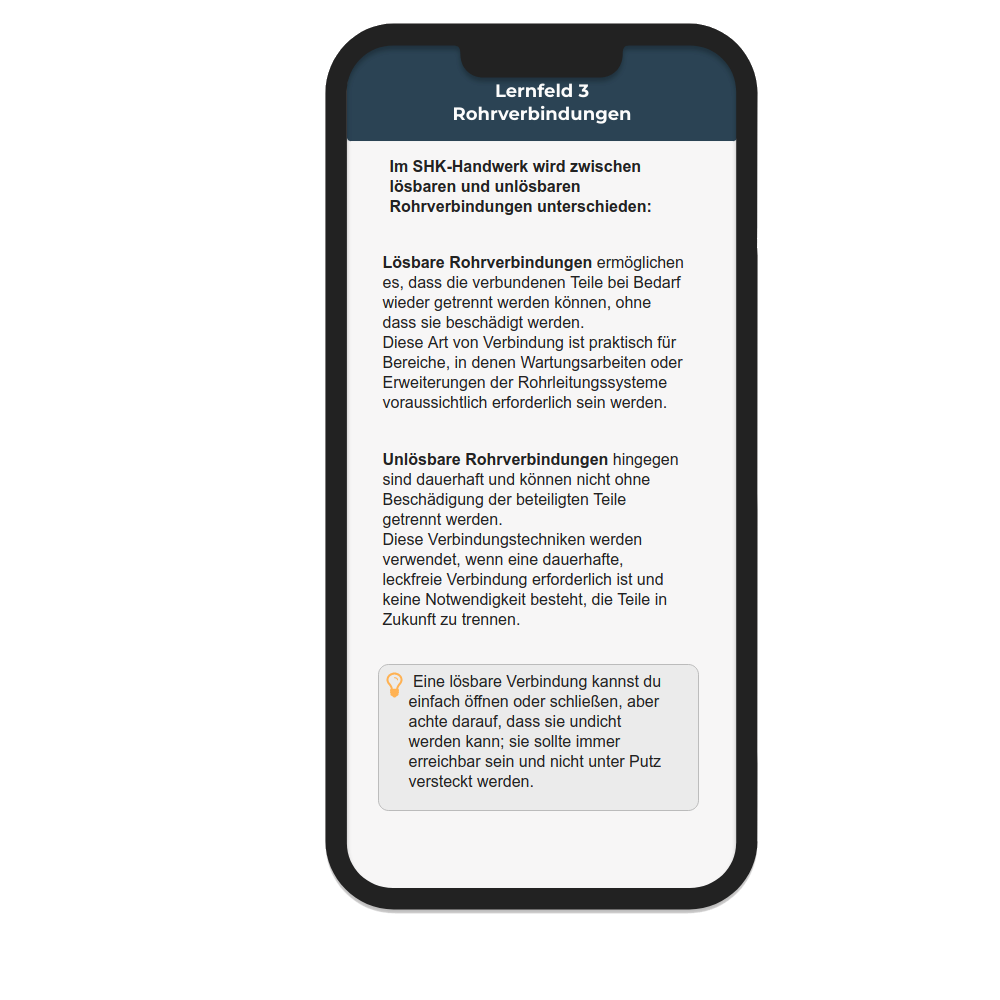 Lernfeld 3
Rohrverbindungen
Im SHK-Handwerk wird zwischen
lösbaren und unlösbaren
Rohrverbindungen unterschieden:
Lösbare Rohrverbindungen ermöglichen
es, dass die verbundenen Teile bei Bedarf
wieder getrennt werden können, ohne
dass sie beschädigt werden.
Diese Art von Verbindung ist praktisch für
Bereiche, in denen Wartungsarbeiten oder
Erweiterungen der Rohrleitungssysteme
voraussichtlich erforderlich sein werden.
Unlösbare Rohrverbindungen hingegen
sind dauerhaft und können nicht ohne
Beschädigung der beteiligten Teile
getrennt werden.
Diese Verbindungstechniken werden
verwendet, wenn eine dauerhafte,
leckfreie Verbindung erforderlich ist und
keine Notwendigkeit besteht, die Teile in
Zukunft zu trennen.
Eine lösbare Verbindung kannst du
einfach öffnen oder schließen, aber
achte darauf, dass sie undicht
werden kann; sie sollte immer
erreichbar sein und nicht unter Putz
versteckt werden.